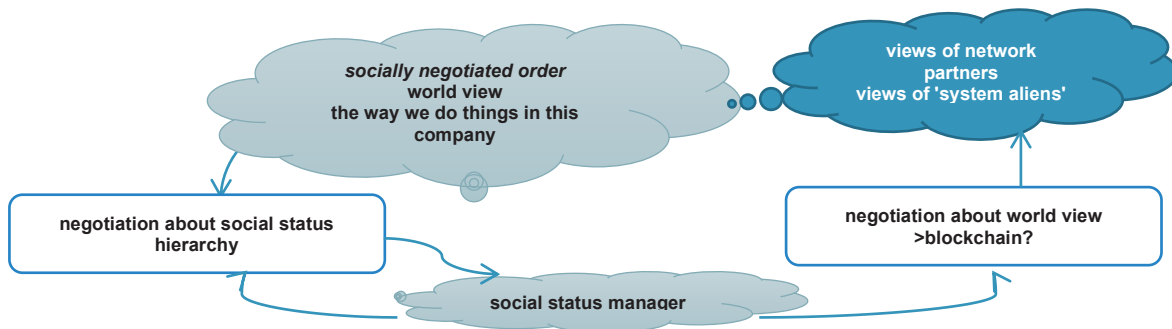 socially negotiated order
world view
the way we do things in this
company
views of network
partners
views of 'system aliens'
negotiation about social status
hierarchy
negotiation about world view
>blockchain?
social status manager